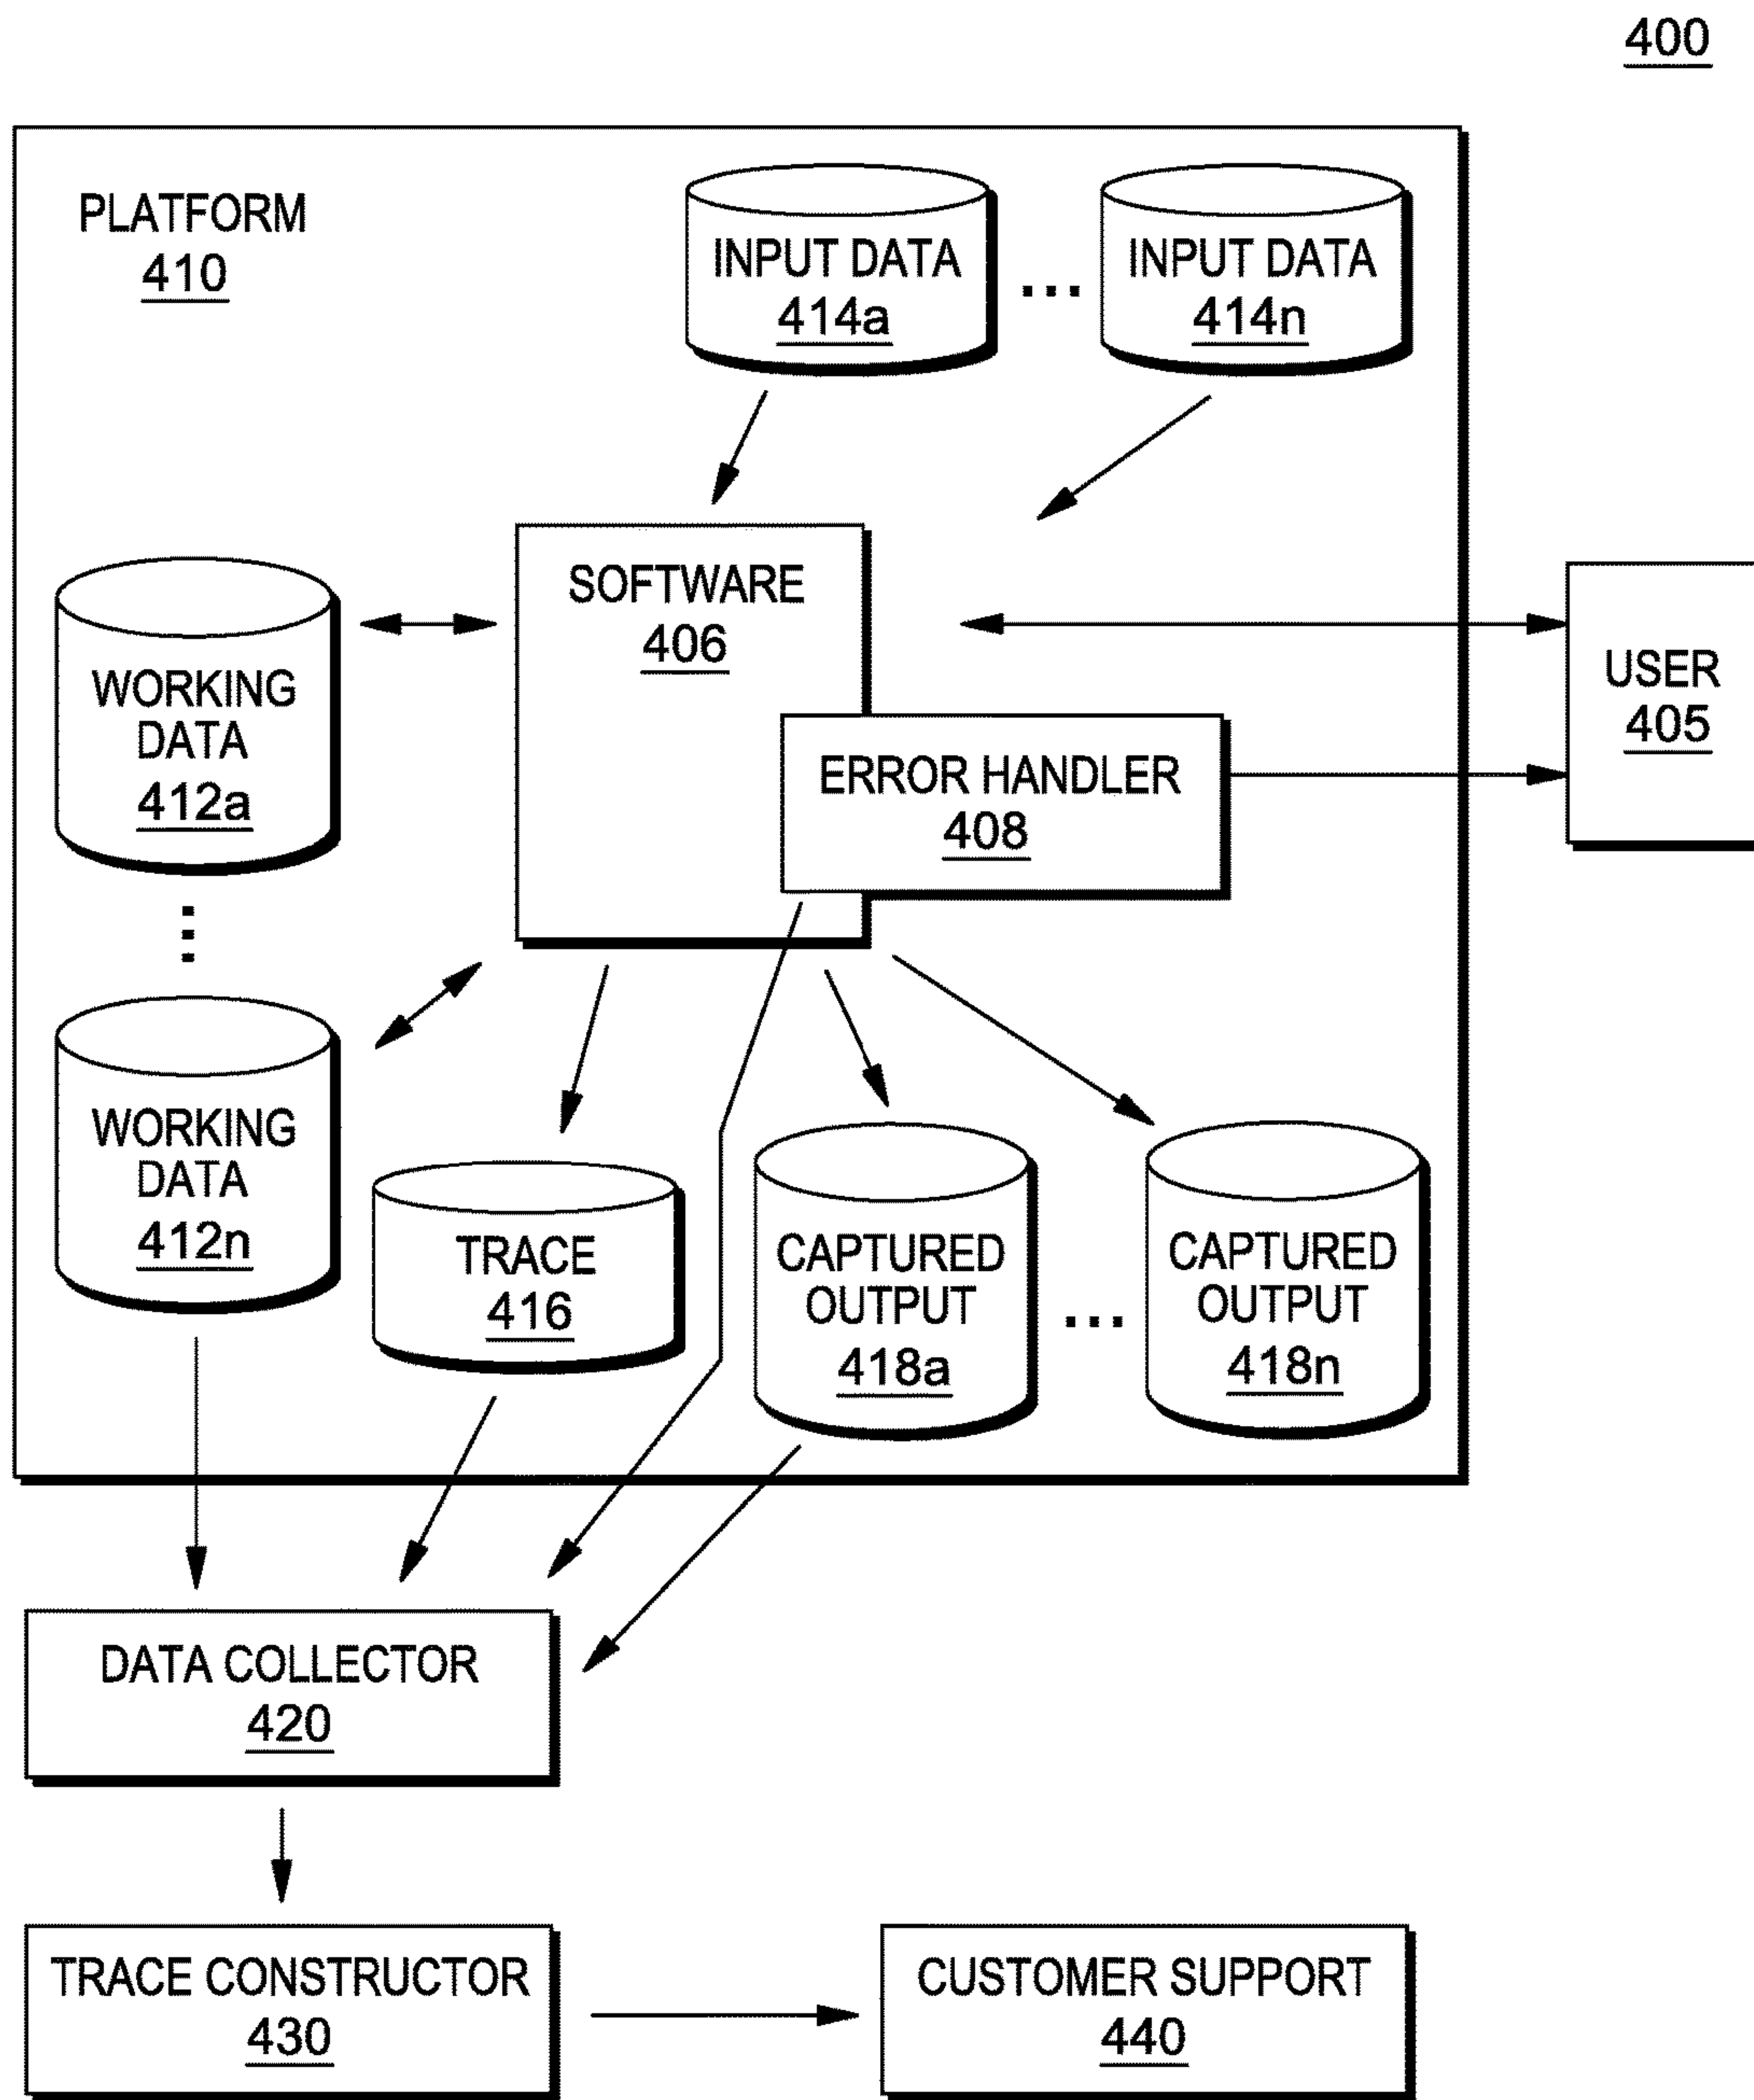 400
PLATFORM
410
INPUT DATA
414a
...
INPUT DATA
414n
SOFTWARE
406
WORKING
DATA
412a
USER
405
ERROR HANDLER
408
...
WORKING
DATA
412n
TRACE
416
CAPTURED
OUTPUT
418a
...
CAPTURED
OUTPUT
418n
DATA COLLECTOR
420
TRACE CONSTRUCTOR
430
CUSTOMER SUPPORT
440